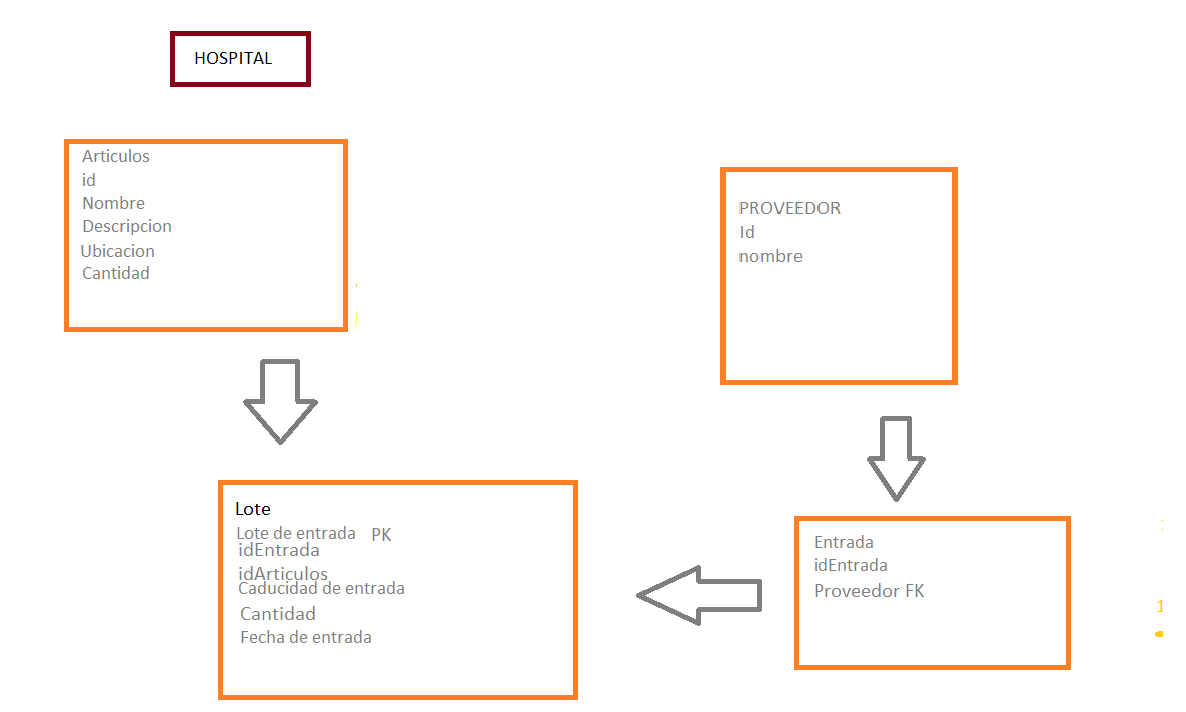 HOSPITAL
Articulos
id
Nombre
Descripcion
Ubicacion
Cantidad
PROVEEDOR
Id
nombre
Lote
Lote de entrada PK
idEntrada
idArticulos
Caducidad de entrada
Cantidad
Fecha de entrada
Entrada
idEntrada
Proveedor FK
1